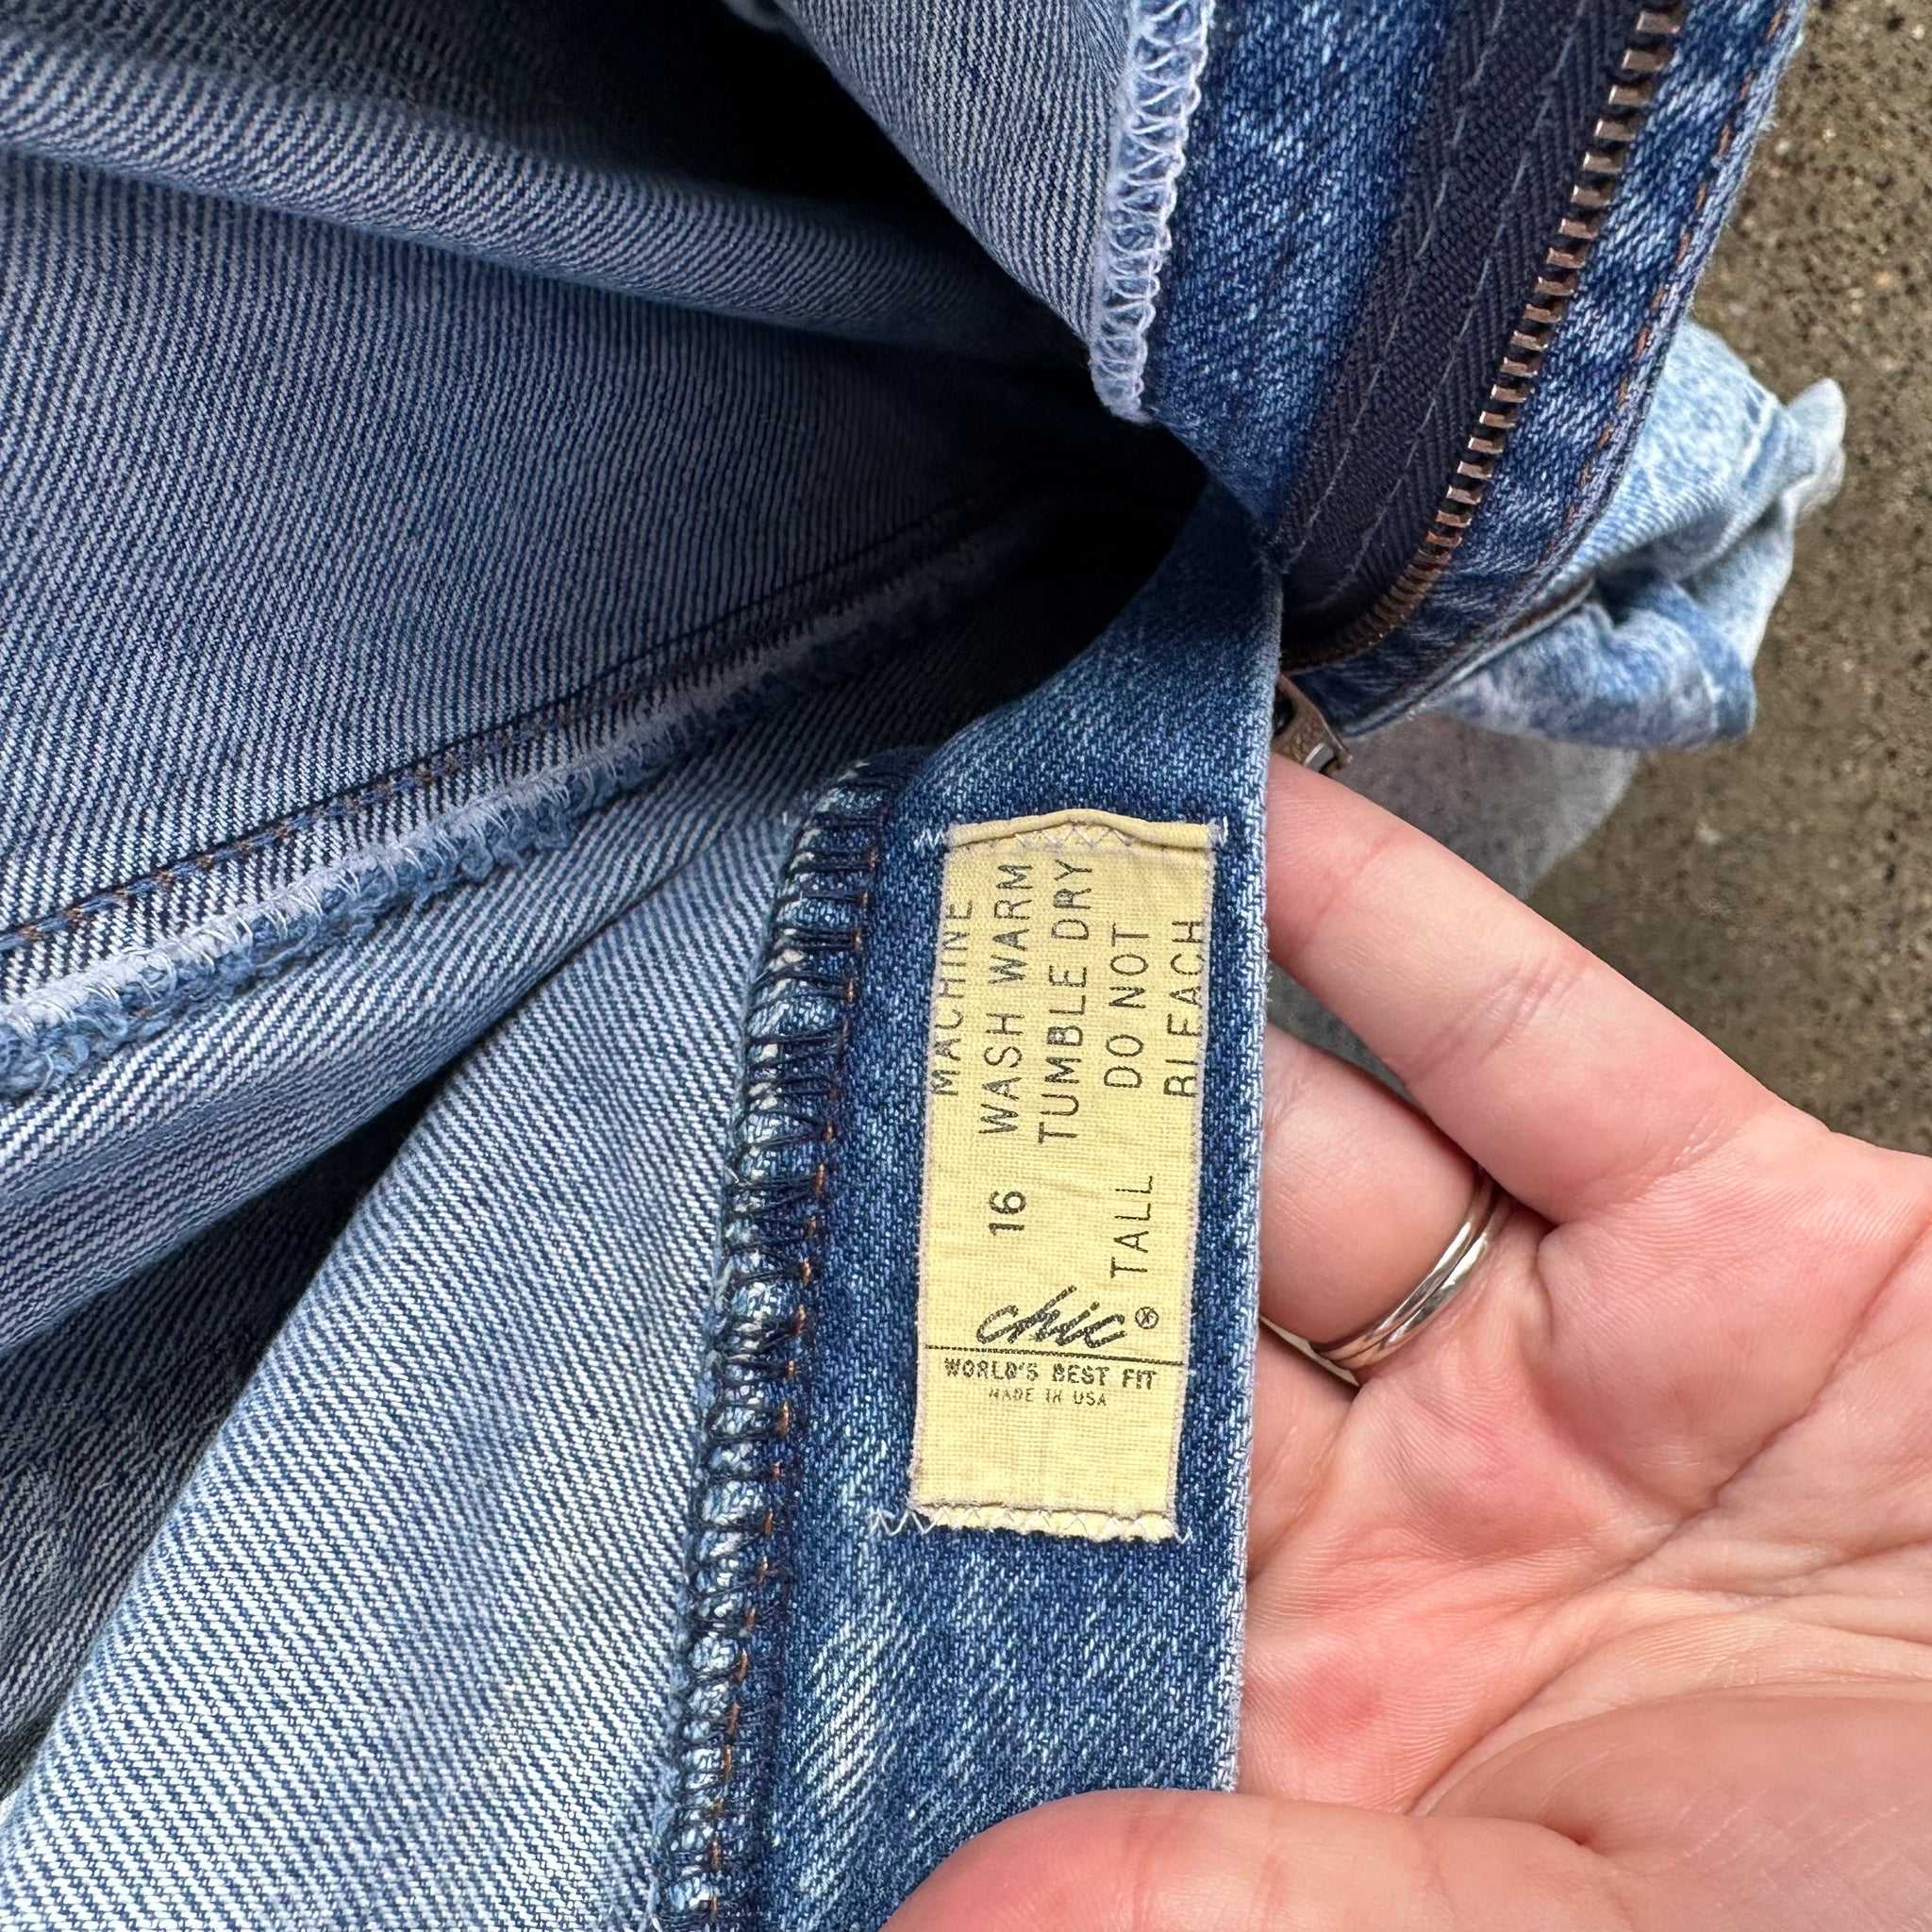 MACHINE
WASH WARM
TUMBLE DRY
DO NOT
BLEACH
16
TALL
chic®
WORLD'S BEST FIT
MADE IN USA